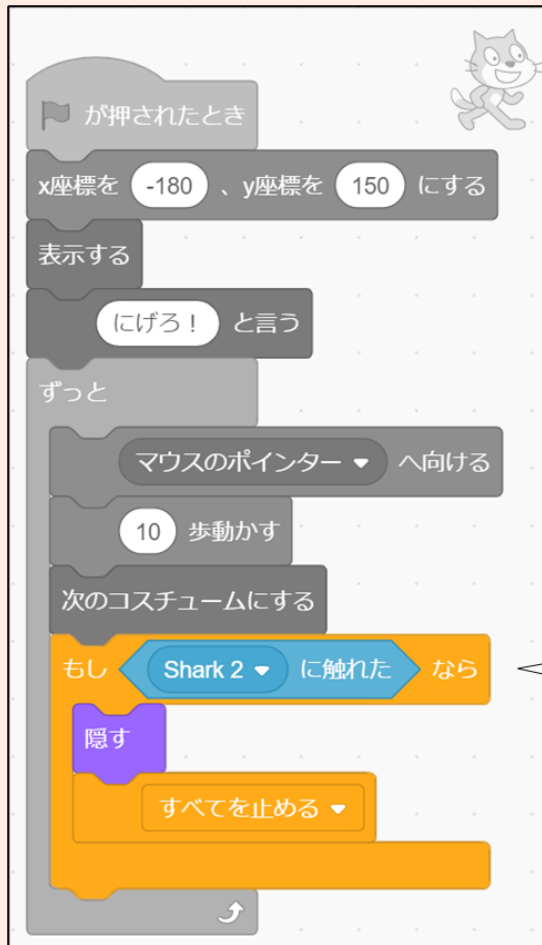 が押されたとき
x座標を -180 、y座標を 150 にする
表示する
にげろ！ と言う
ずっと
マウスのポインター へ向ける
10 歩動かす
次のコスチュームにする
もし Shark 2 に触れた なら
隠す
すべてを止める